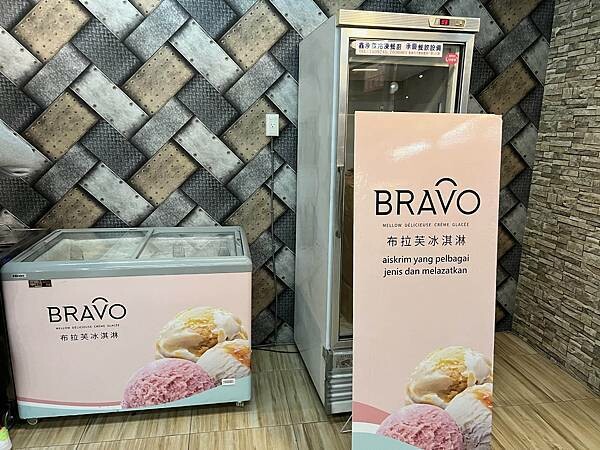 BRAVO
MELLOW DÉLICIEUSE CRÈME GLACÉE
布拉芙冰淇淋
BRAVO
MELLOW DÉLICIEUSE CRÈME GLACÉE
布拉芙冰淇淋
aiskrim yang pelbagai
jenis dan melazatkan